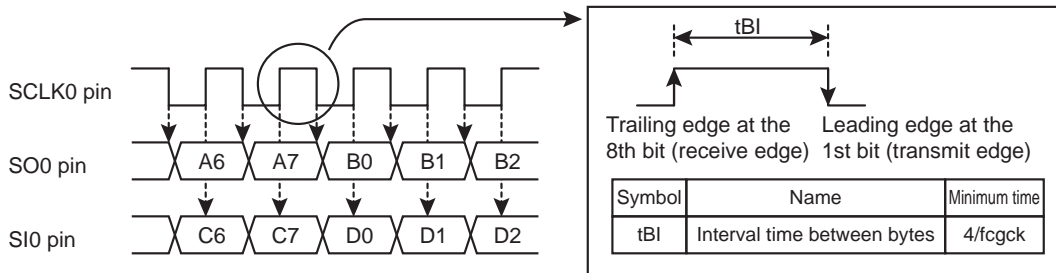 SCLK0 pin
SO0 pin
A6 A7 B0 B1 B2
SI0 pin
C6 C7 D0 D1 D2
tBI
Trailing edge at the
8th bit (receive edge)
Leading edge at the
1st bit (transmit edge)
Symbol Name Minimum time
tBI Interval time between bytes 4/fcgck